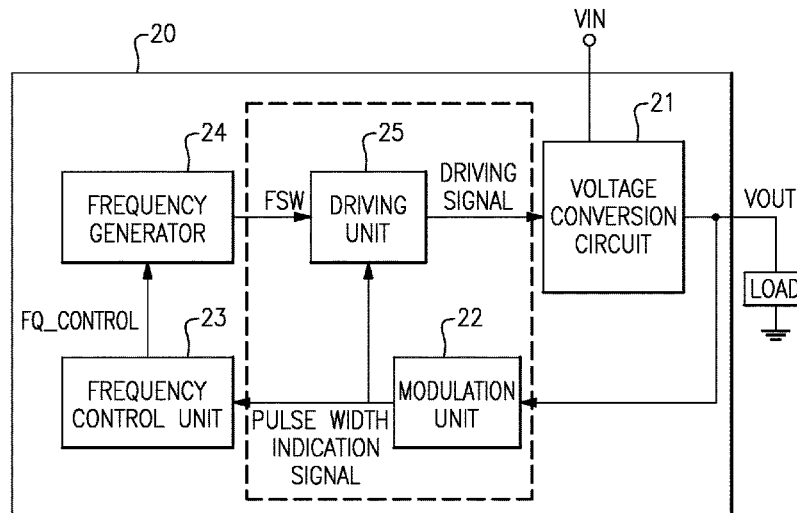 20
VIN
24
FREQUENCY
GENERATOR
FSW
25
DRIVING
UNIT
DRIVING
SIGNAL
21
VOLTAGE
CONVERSION
CIRCUIT
VOUT
LOAD
FQ_CONTROL
23
FREQUENCY
CONTROL UNIT
PULSE WIDTH
INDICATION
SIGNAL
22
MODULATION
UNIT